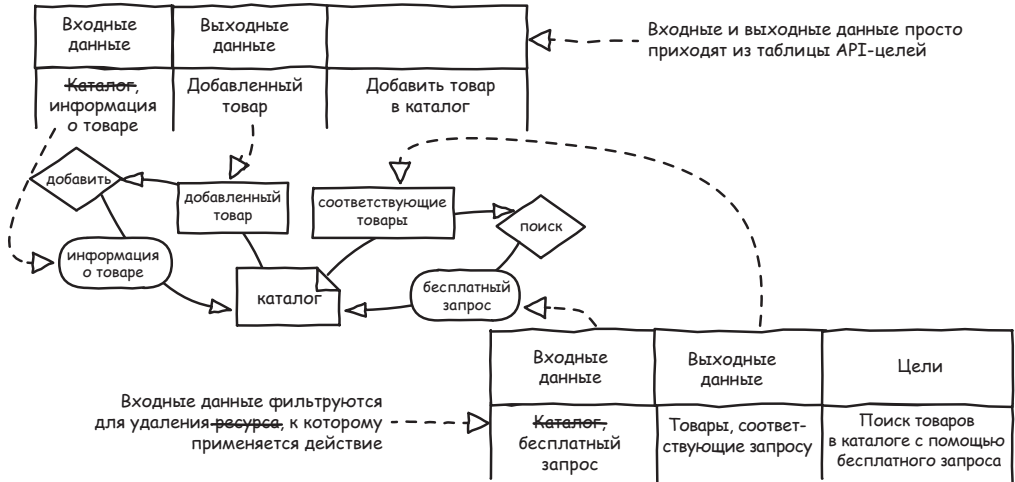 Входные
данные
Выходные
данные
Входные и выходные данные просто
приходят из таблицы API-целей
Каталог,
информация
о товаре
Добавленный
товар
Добавить товар
в каталог
добавить
добавленный
товар
соответствующие
товары
поиск
информация
о товаре
каталог
бесплатный
запрос
Входные
данные
Выходные
данные
Цели
Входные данные фильтруются
для удаления ресурса, к которому
применяется действие
Каталог,
бесплатный
запрос
Товары, соответ-
ствующие запросу
Поиск товаров
в каталоге с помощью
бесплатного запроса